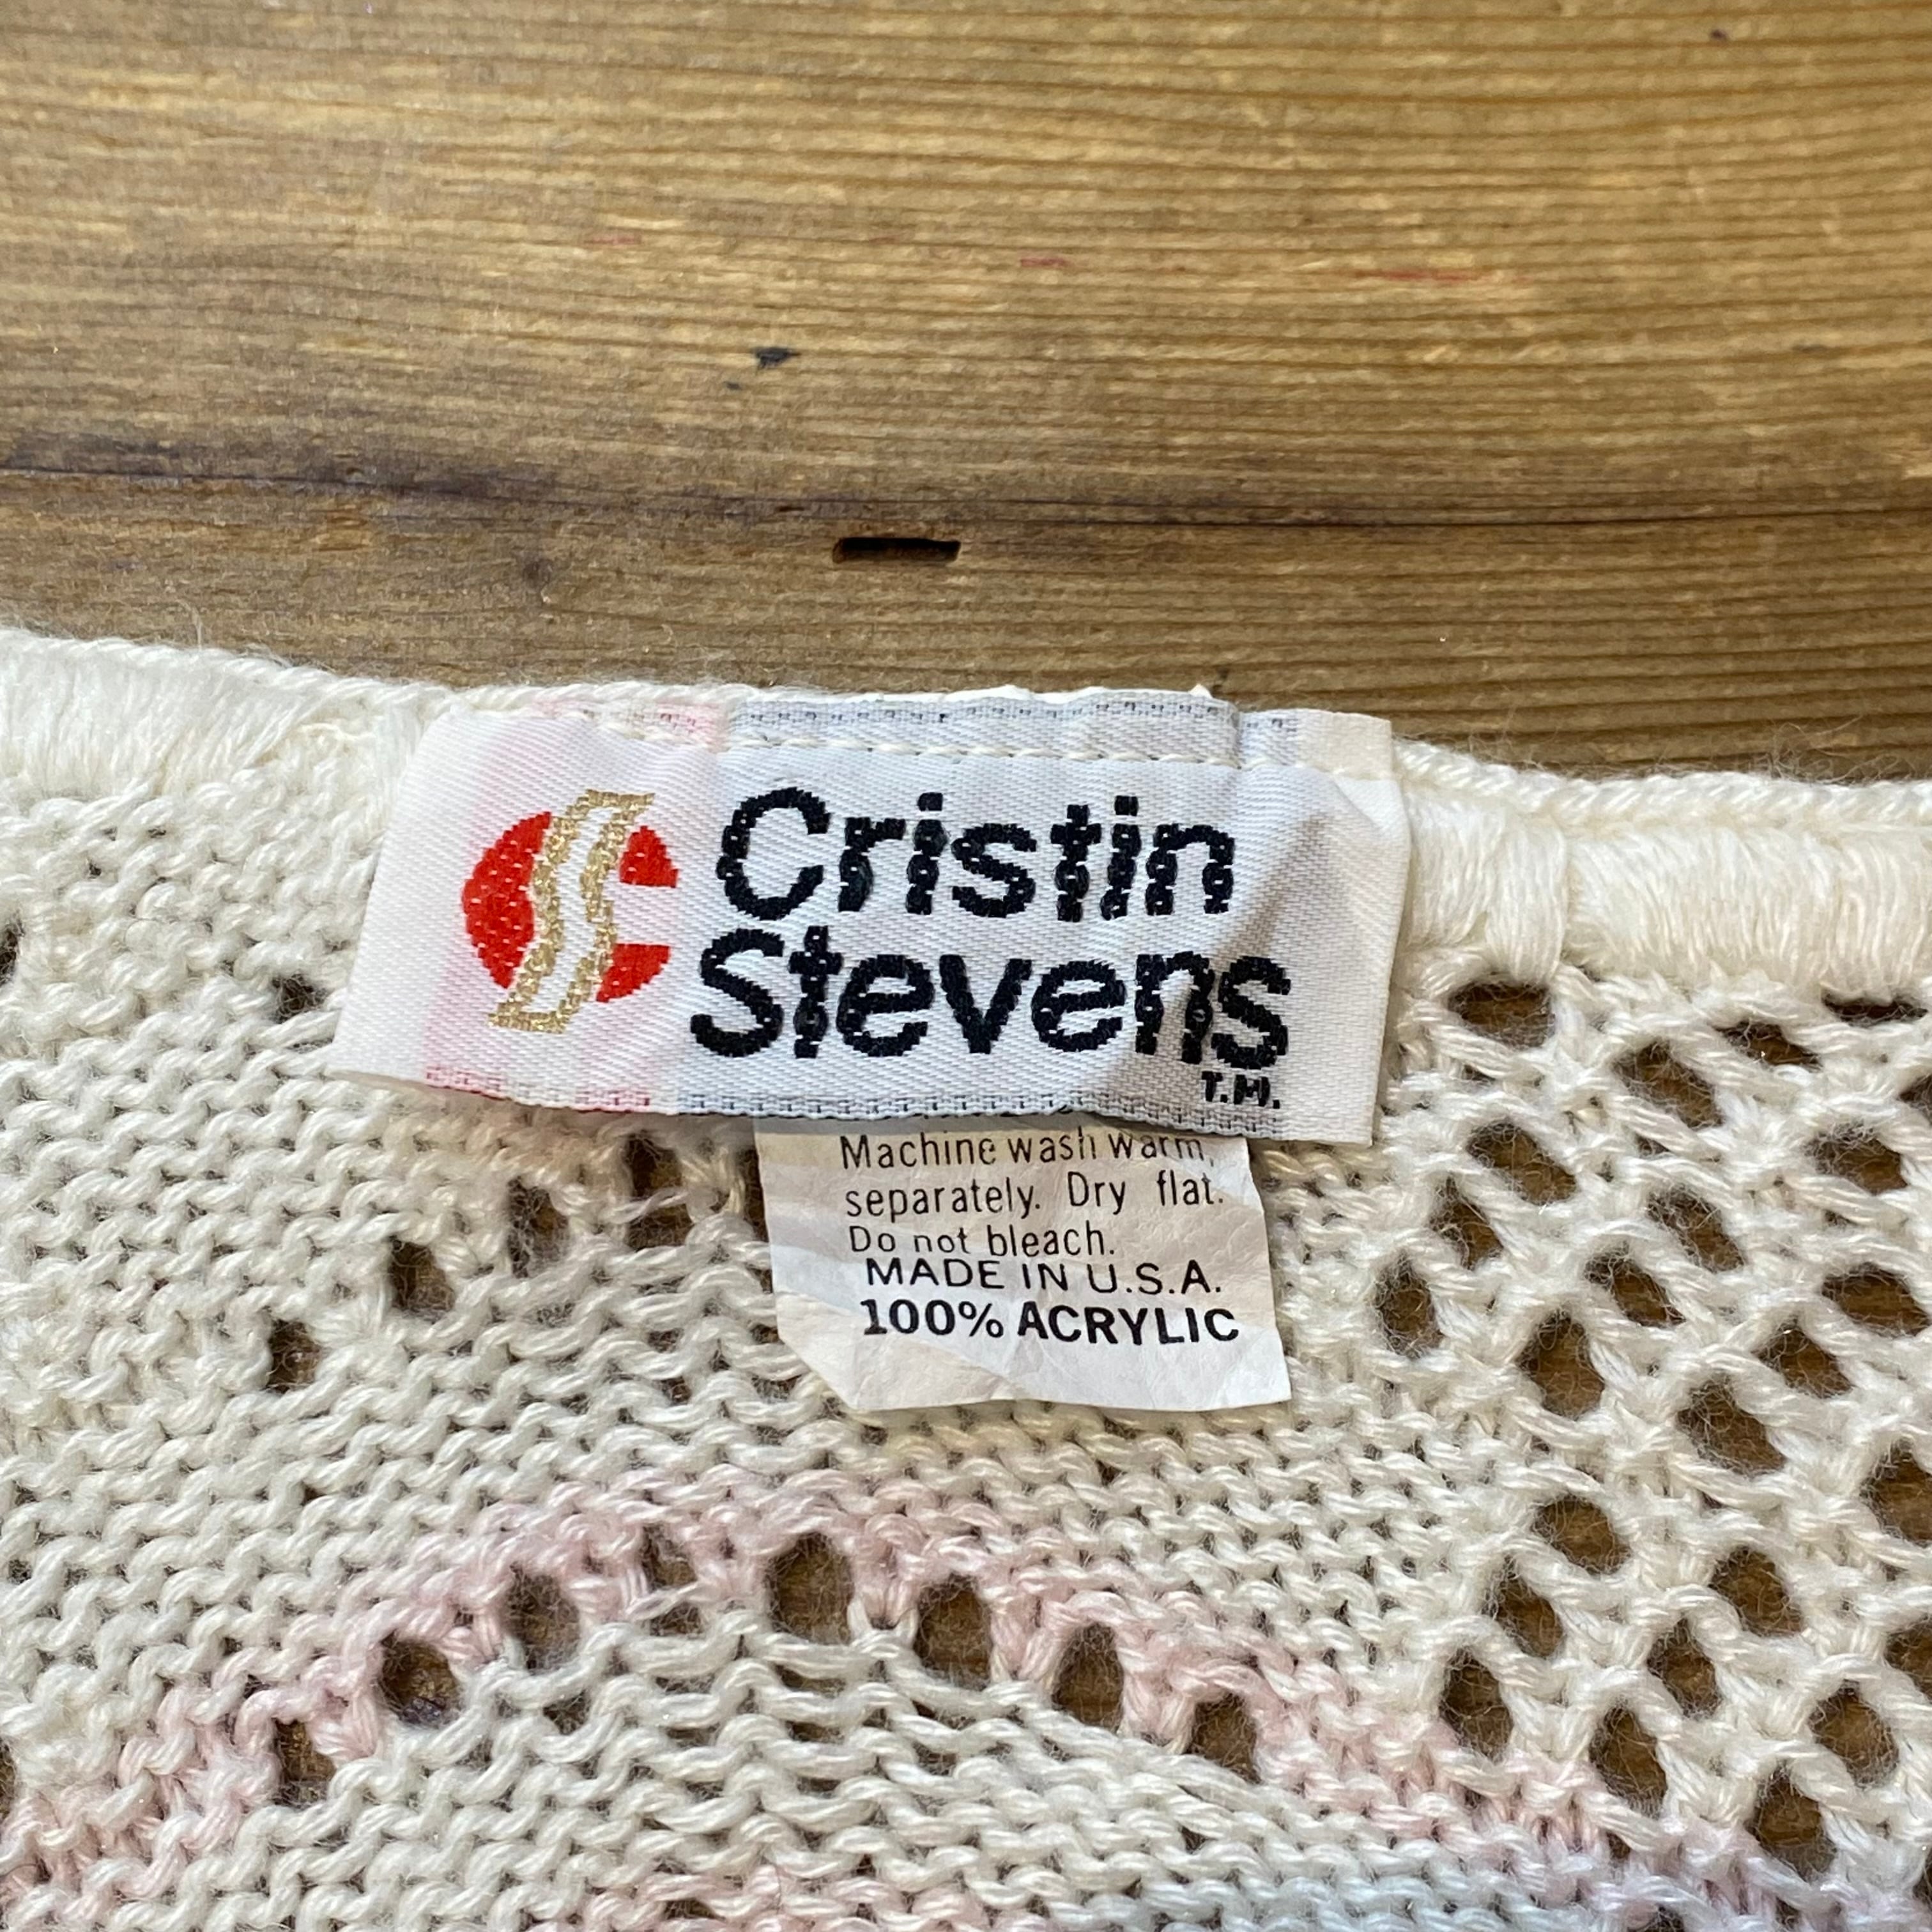 Cristin
Stevens
T.M.
Machine wash warm,
separately. Dry flat.
Do not bleach.
MADE IN U.S.A.
100% ACRYLIC